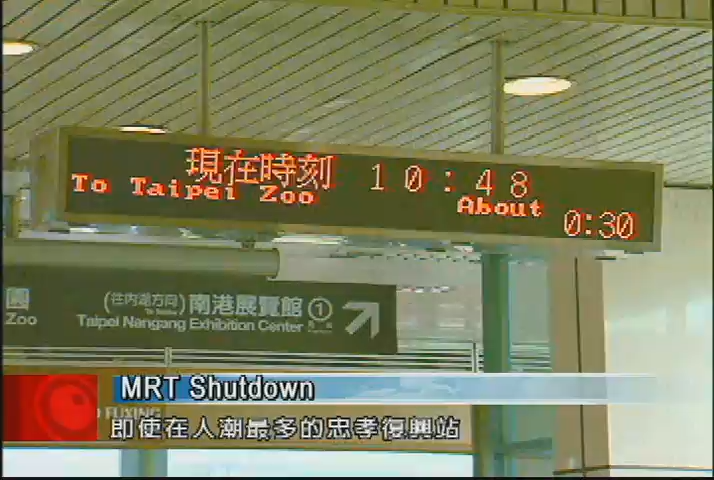 現在時刻 10:48
To Taipei Zoo About 0:30
園 (往內湖方向) 南港展覽館 ①
Zoo Taipei Nangang Exhibition Center
MRT Shutdown
FUXING
即使在人潮最多的忠孝復興站